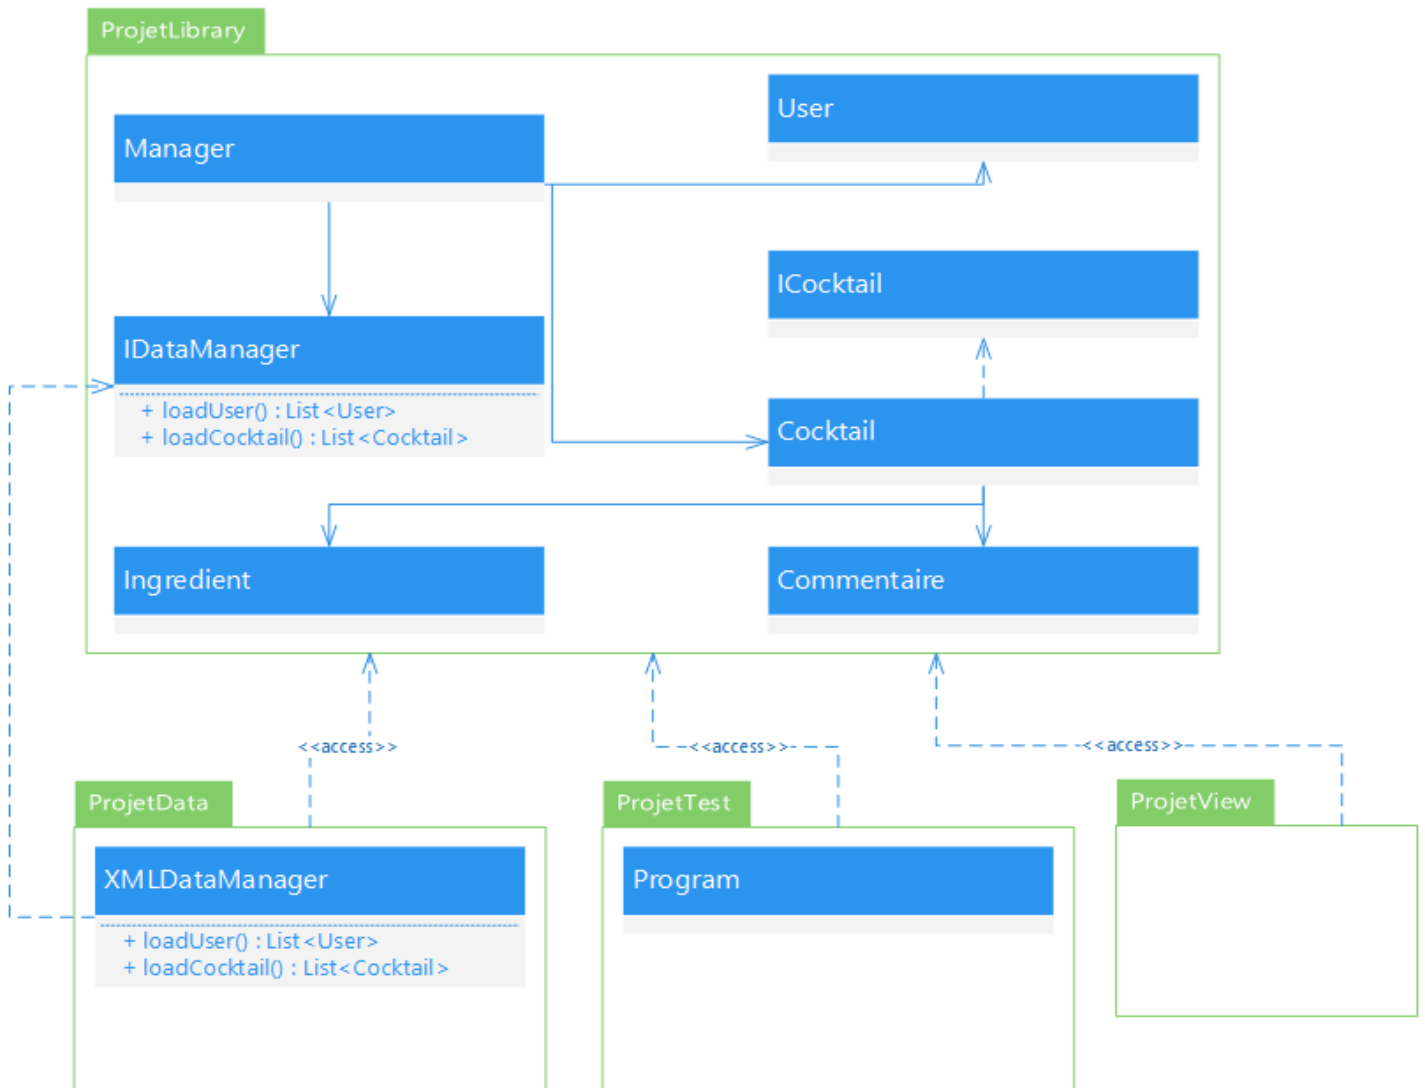 ProjetLibrary
User
Manager
ICocktail
IDataManager
+ loadUser() : List<User>
+ loadCocktail() : List<Cocktail>
Cocktail
Ingredient
Commentaire
<<access>>
<<access>>
<<access>>
ProjetData
ProjetTest
ProjetView
XMLDataManager
+ loadUser() : List<User>
+ loadCocktail() : List<Cocktail>
Program